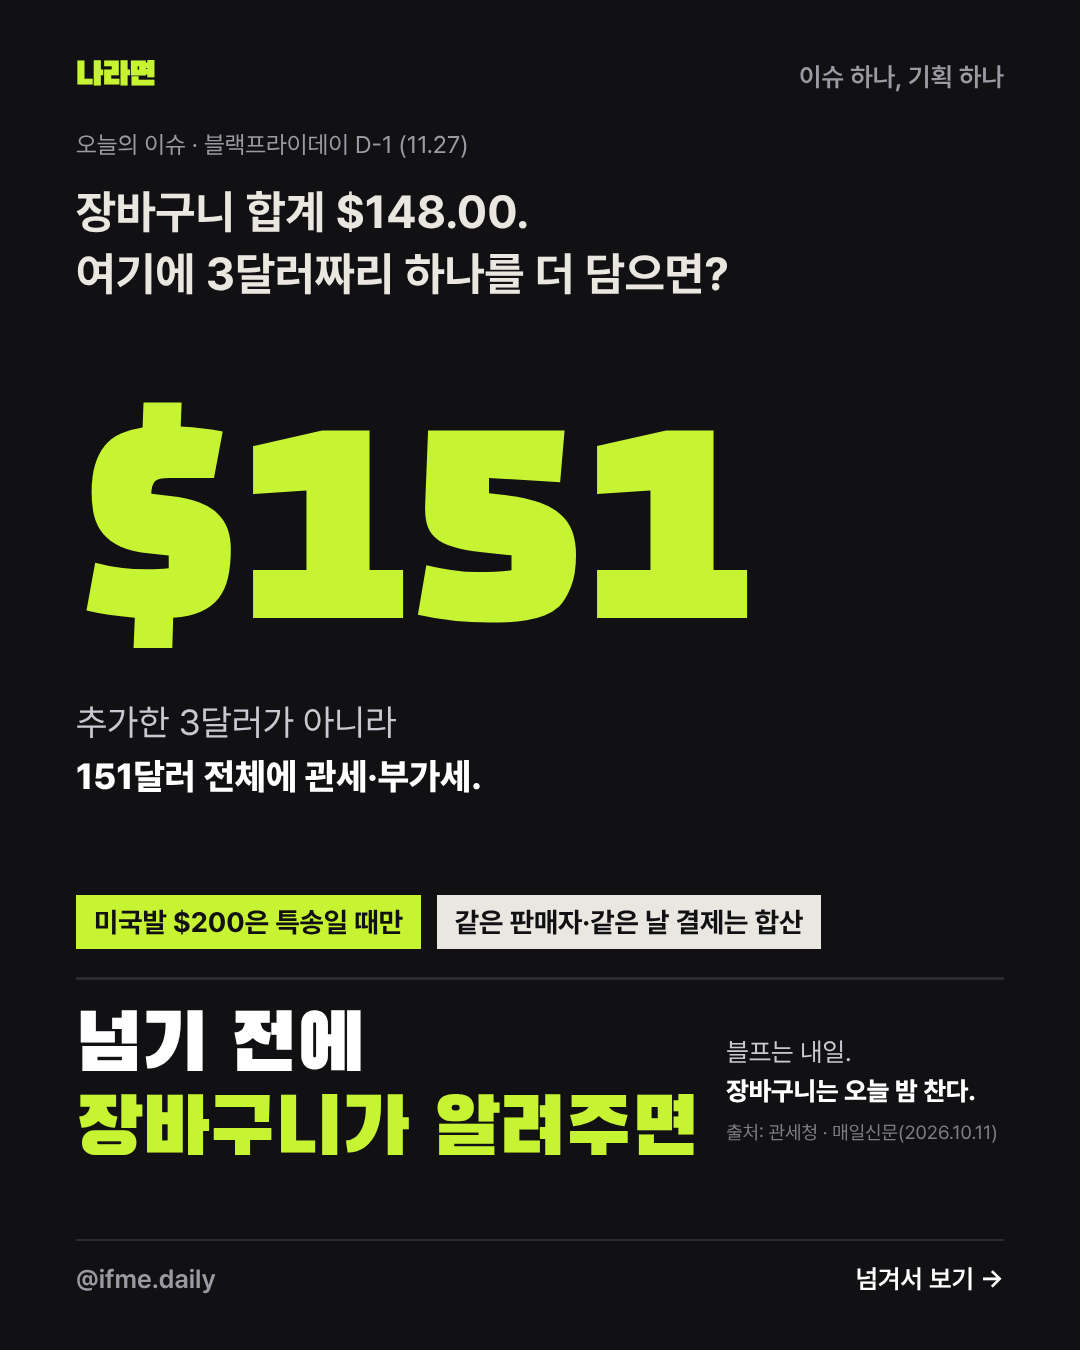 나라면
이슈 하나, 기획 하나
오늘의 이슈 · 블랙프라이데이 D-1 (11.27)
장바구니 합계 $148.00.
여기에 3달러짜리 하나를 더 담으면?
$151
추가한 3달러가 아니라
151달러 전체에 관세·부가세.
미국발 $200은 특송일 때만
같은 판매자·같은 날 결제는 합산
넘기 전에
장바구니가 알려주면
블프는 내일.
장바구니는 오늘 밤 찬다.
출처: 관세청 · 매일신문(2026.10.11)
@ifme.daily
넘겨서 보기 →